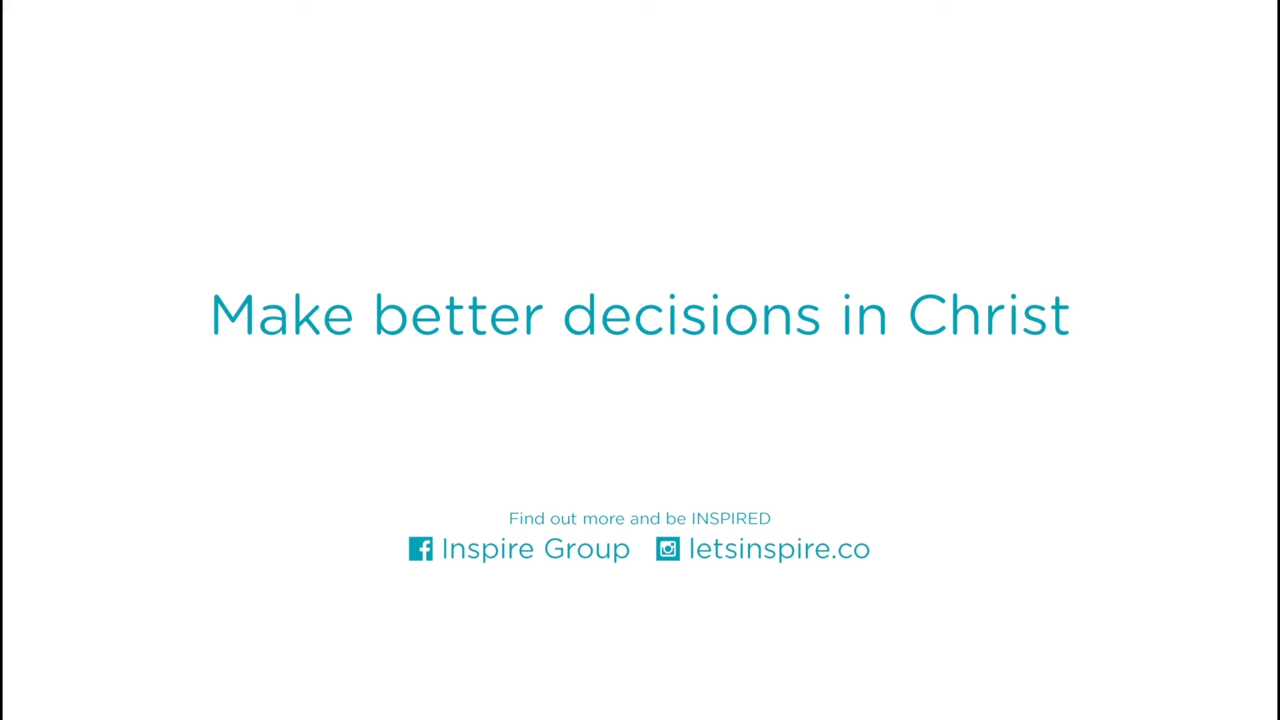 Make better decisions in Christ
Find out more and be INSPIRED
Inspire Group letsinspire.co